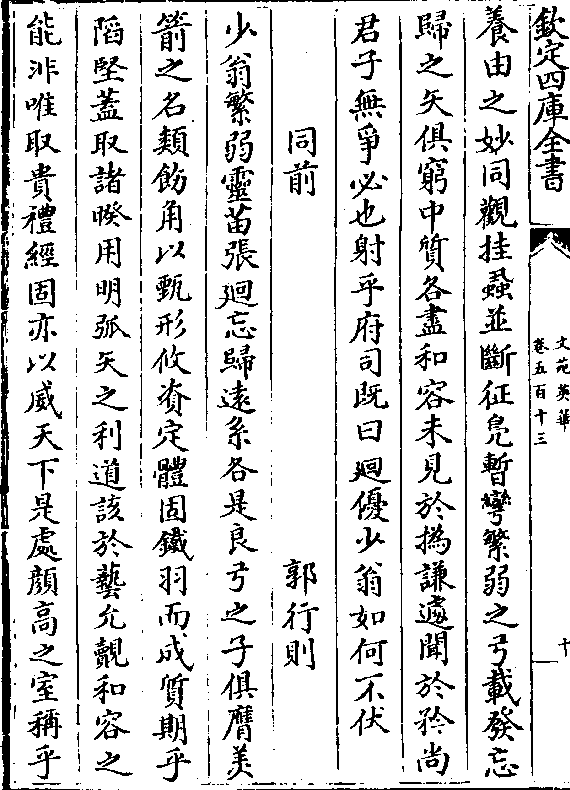 欽定四庫全書
文苑英華
卷五百十三
十
養由之妙同觀挂蝨並斷征鳬暫彎繁弱之弓載發忘
歸之矢俱窮中質各盡和容未見於撝謙遽聞於矜尚
君子無爭必也射乎府司既曰廻優少翁如何不伏
同前
郭行則
少翁繁弱靈苗張廻忘歸遠系各是良弓之子俱膺美
箭之名類飭角以甄形攸資定體固鐵羽而成質期乎
陷堅蓋取諸睽用明弧矢之利道該於藝允覿和容之
能洴唯取貴禮經固亦以威天下是處顔高之室稱乎